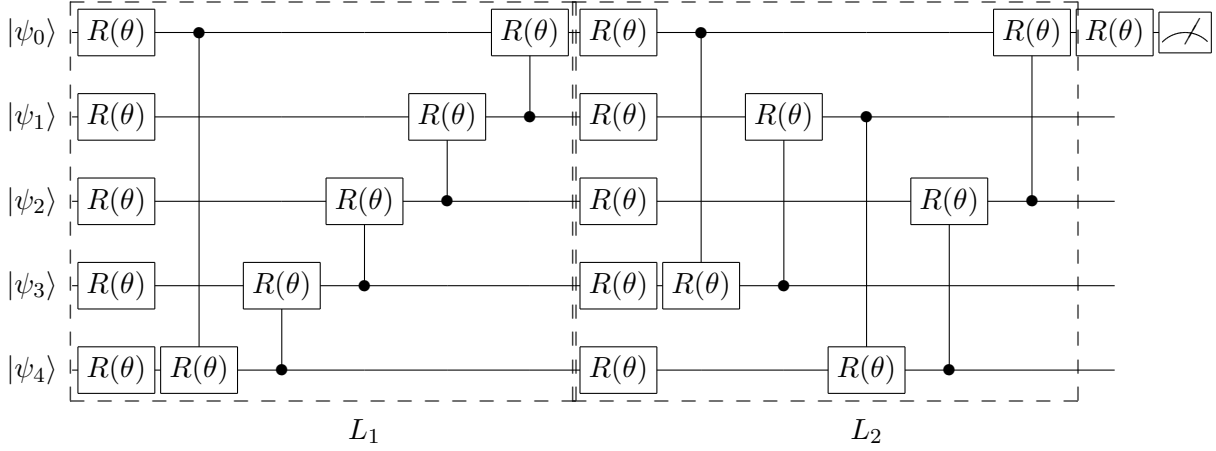 |ψ₀⟩ R(θ) R(θ) R(θ) R(θ) R(θ)
|ψ₁⟩ R(θ) R(θ) R(θ) R(θ)
|ψ₂⟩ R(θ) R(θ) R(θ) R(θ)
|ψ₃⟩ R(θ) R(θ) R(θ) R(θ)
|ψ₄⟩ R(θ) R(θ) R(θ) R(θ)
L₁ L₂